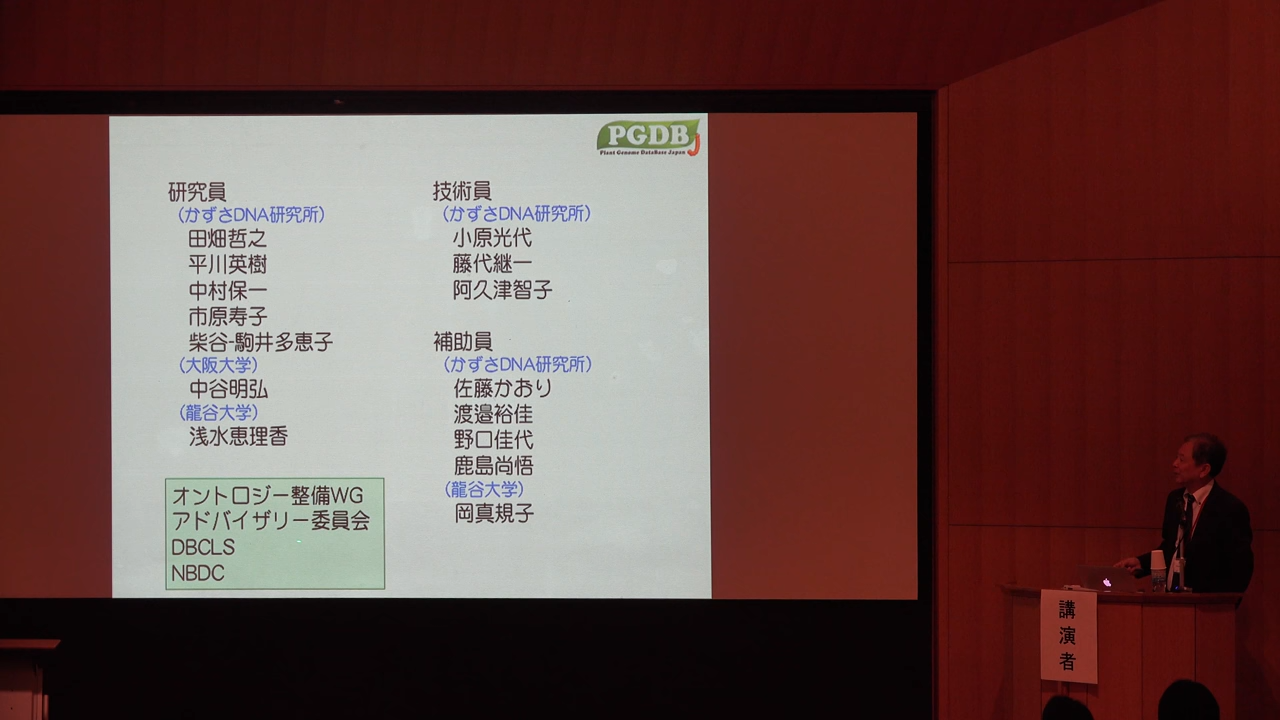 PGDBJ
Plant Genome DataBase Japan
研究員
(かずさDNA研究所)
田畑哲之
平川英樹
中村保一
市原寿子
柴谷-駒井多恵子
(大阪大学)
中谷明弘
(龍谷大学)
浅水恵理香
オントロジー整備WG
アドバイザリー委員会
DBCLS
NBDC
技術員
(かずさDNA研究所)
小原光代
藤代継一
阿久津智子
補助員
(かずさDNA研究所)
佐藤かおり
渡邉裕佳
野口佳代
鹿島尚悟
(龍谷大学)
岡真規子
講演者